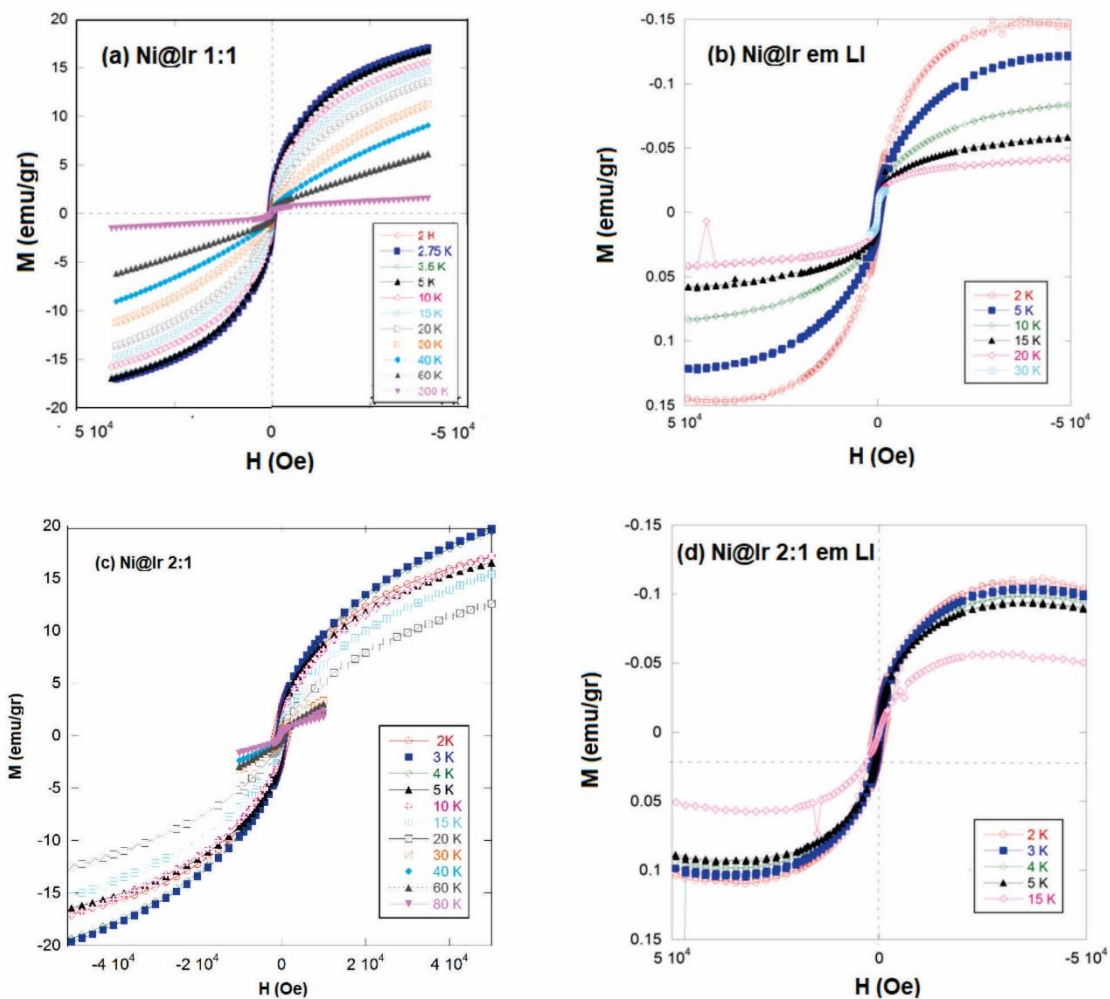 (a) Ni@Ir 1:1
M (emu/gr)
20
15
10
5
0
-5
-10
-15
-20
2 K
2.75 K
3.5 K
5 K
10 K
15 K
20 K
30 K
40 K
60 K
300 K
5 10⁴
0
-5 10⁴
H (Oe)
(b) Ni@Ir em LI
M (emu/gr)
-0.15
-0.1
-0.05
0
0.05
0.1
0.15
2 K
5 K
10 K
15 K
20 K
30 K
5 10⁴
0
-5 10⁴
H (Oe)
(c) Ni@Ir 2:1
M (emu/gr)
20
15
10
5
0
-5
-10
-15
-20
2K
3 K
4 K
5 K
10 K
15 K
20 K
30 K
40 K
60 K
80 K
-4 10⁴
-2 10⁴
0
2 10⁴
4 10⁴
H (Oe)
(d) Ni@Ir 2:1 em LI
M (emu/gr)
-0.15
-0.1
-0.05
0
0.05
0.1
0.15
2 K
3 K
4 K
5 K
15 K
5 10⁴
0
-5 10⁴
H (Oe)